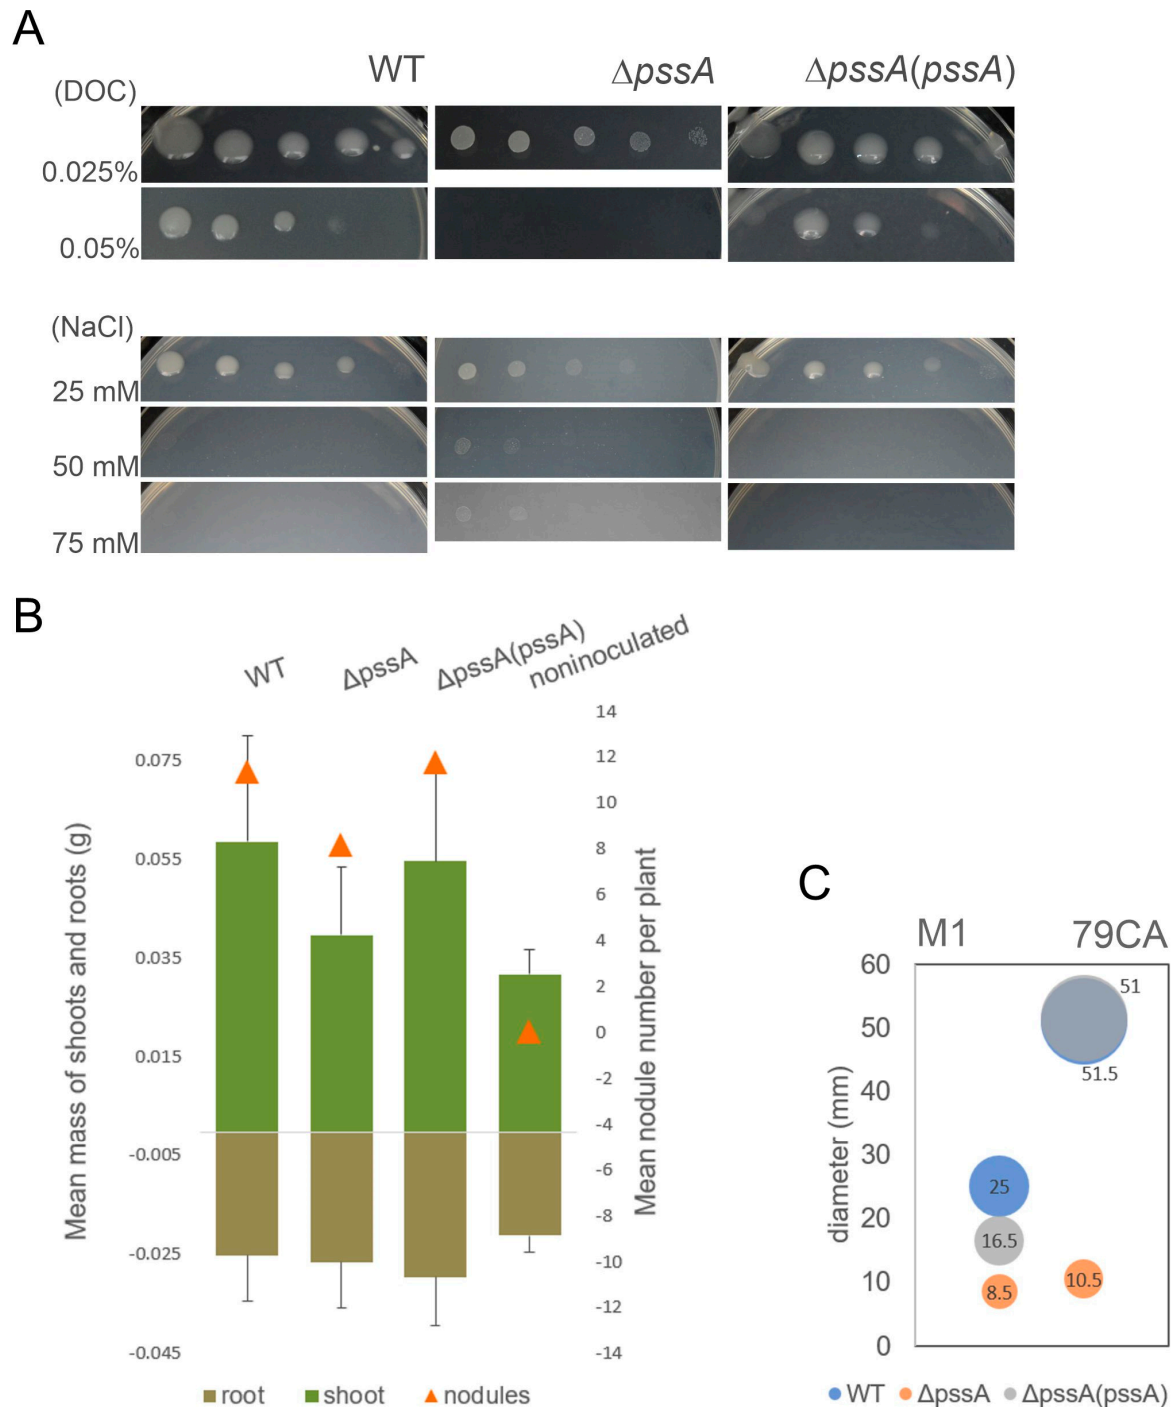 A
WT
ΔpssA
ΔpssA(pssA)
(DOC)
0.025%
0.05%
(NaCl)
25 mM
50 mM
75 mM
B
WT
ΔpssA
ΔpssA(pssA)
noninoculated
Mean mass of shoots and roots (g)
0.075
0.055
0.035
0.015
-0.005
-0.025
-0.045
14
12
10
8
6
4
2
0
-2
-4
-6
-8
-10
-12
-14
Mean nodule number per plant
root
shoot
nodules
C
M1
79CA
diameter (mm)
60
50
40
30
20
10
0
51
51.5
25
16.5
8.5
10.5
WT
ΔpssA
ΔpssA(pssA)